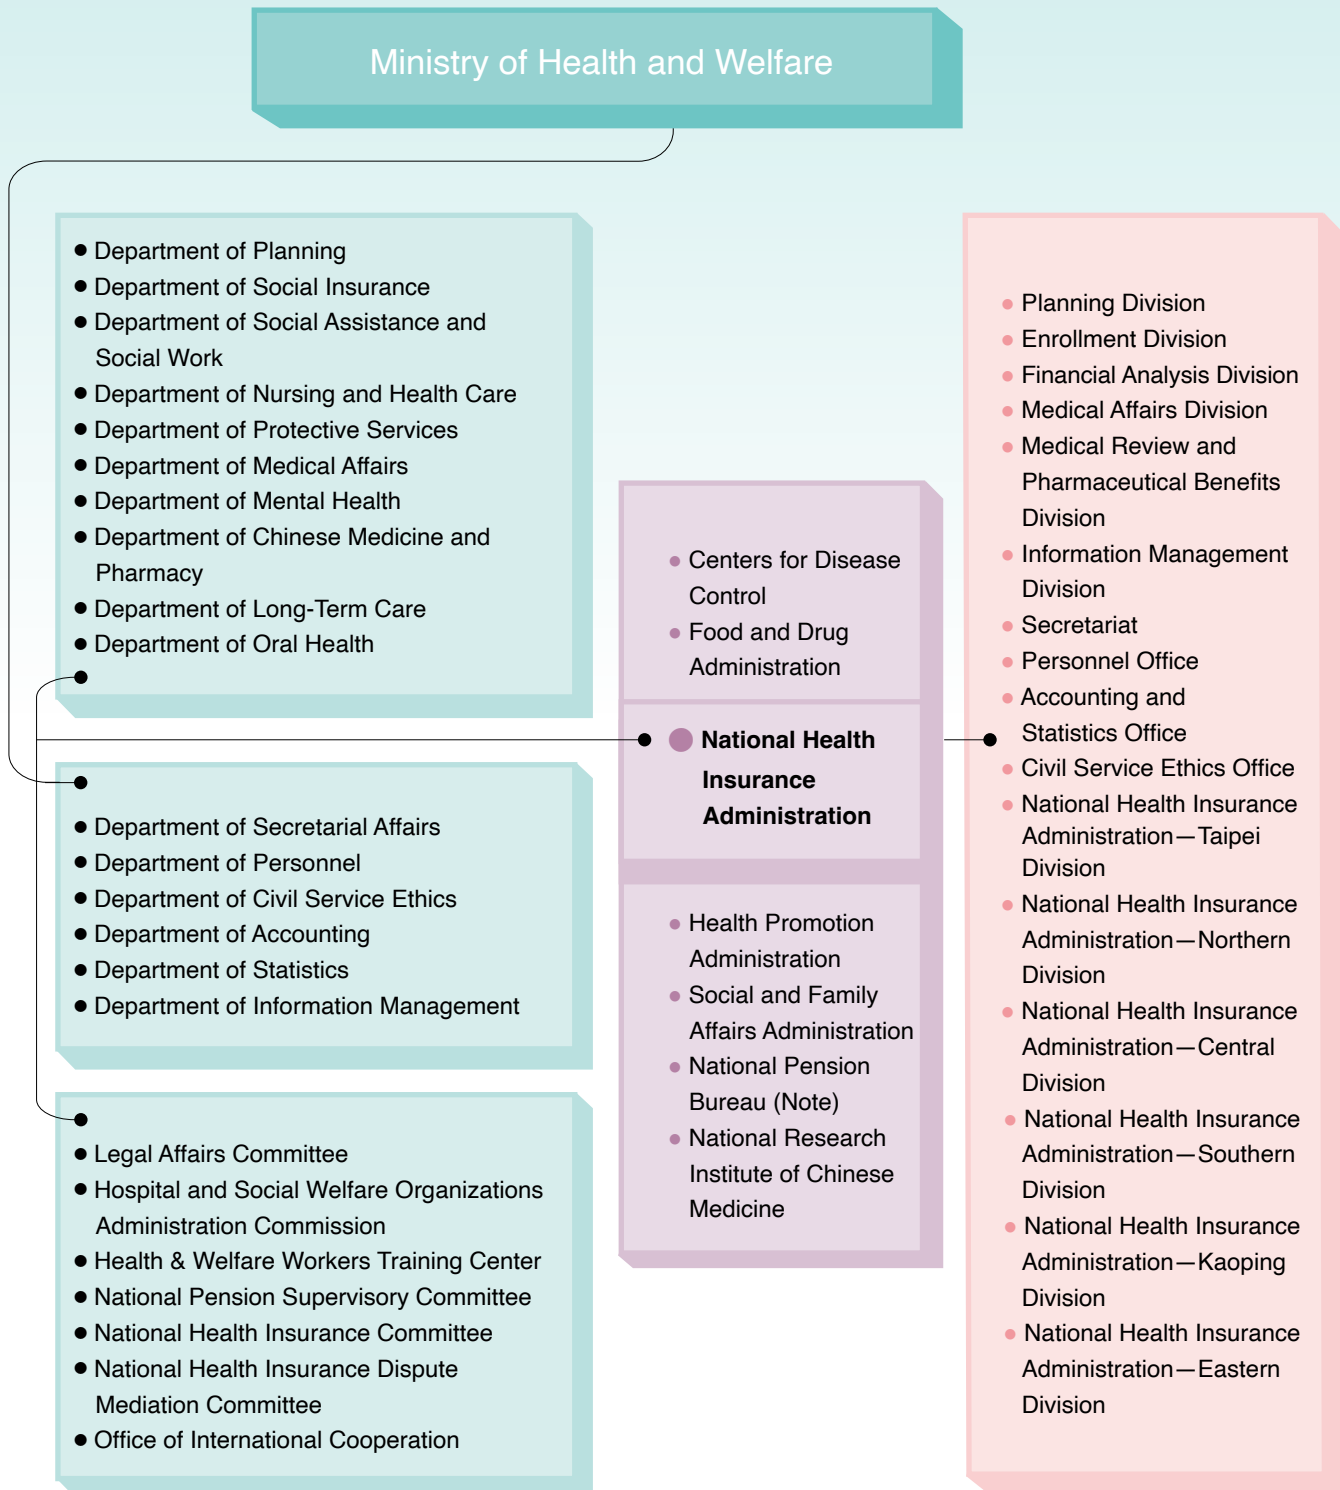 Ministry of Health and Welfare
● Department of Planning
● Department of Social Insurance
● Department of Social Assistance and
Social Work
● Department of Nursing and Health Care
● Department of Protective Services
● Department of Medical Affairs
● Department of Mental Health
● Department of Chinese Medicine and
Pharmacy
● Department of Long-Term Care
● Department of Oral Health
● Department of Secretarial Affairs
● Department of Personnel
● Department of Civil Service Ethics
● Department of Accounting
● Department of Statistics
● Department of Information Management
● Legal Affairs Committee
● Hospital and Social Welfare Organizations
Administration Commission
● Health & Welfare Workers Training Center
● National Pension Supervisory Committee
● National Health Insurance Committee
● National Health Insurance Dispute
Mediation Committee
● Office of International Cooperation
● Centers for Disease
Control
● Food and Drug
Administration
● National Health
Insurance
Administration
● Health Promotion
Administration
● Social and Family
Affairs Administration
● National Pension
Bureau (Note)
● National Research
Institute of Chinese
Medicine
● Planning Division
● Enrollment Division
● Financial Analysis Division
● Medical Affairs Division
● Medical Review and
Pharmaceutical Benefits
Division
● Information Management
Division
● Secretariat
● Personnel Office
● Accounting and
Statistics Office
● Civil Service Ethics Office
● National Health Insurance
Administration—Taipei
Division
● National Health Insurance
Administration—Northern
Division
● National Health Insurance
Administration—Central
Division
● National Health Insurance
Administration—Southern
Division
● National Health Insurance
Administration—Kaoping
Division
● National Health Insurance
Administration—Eastern
Division